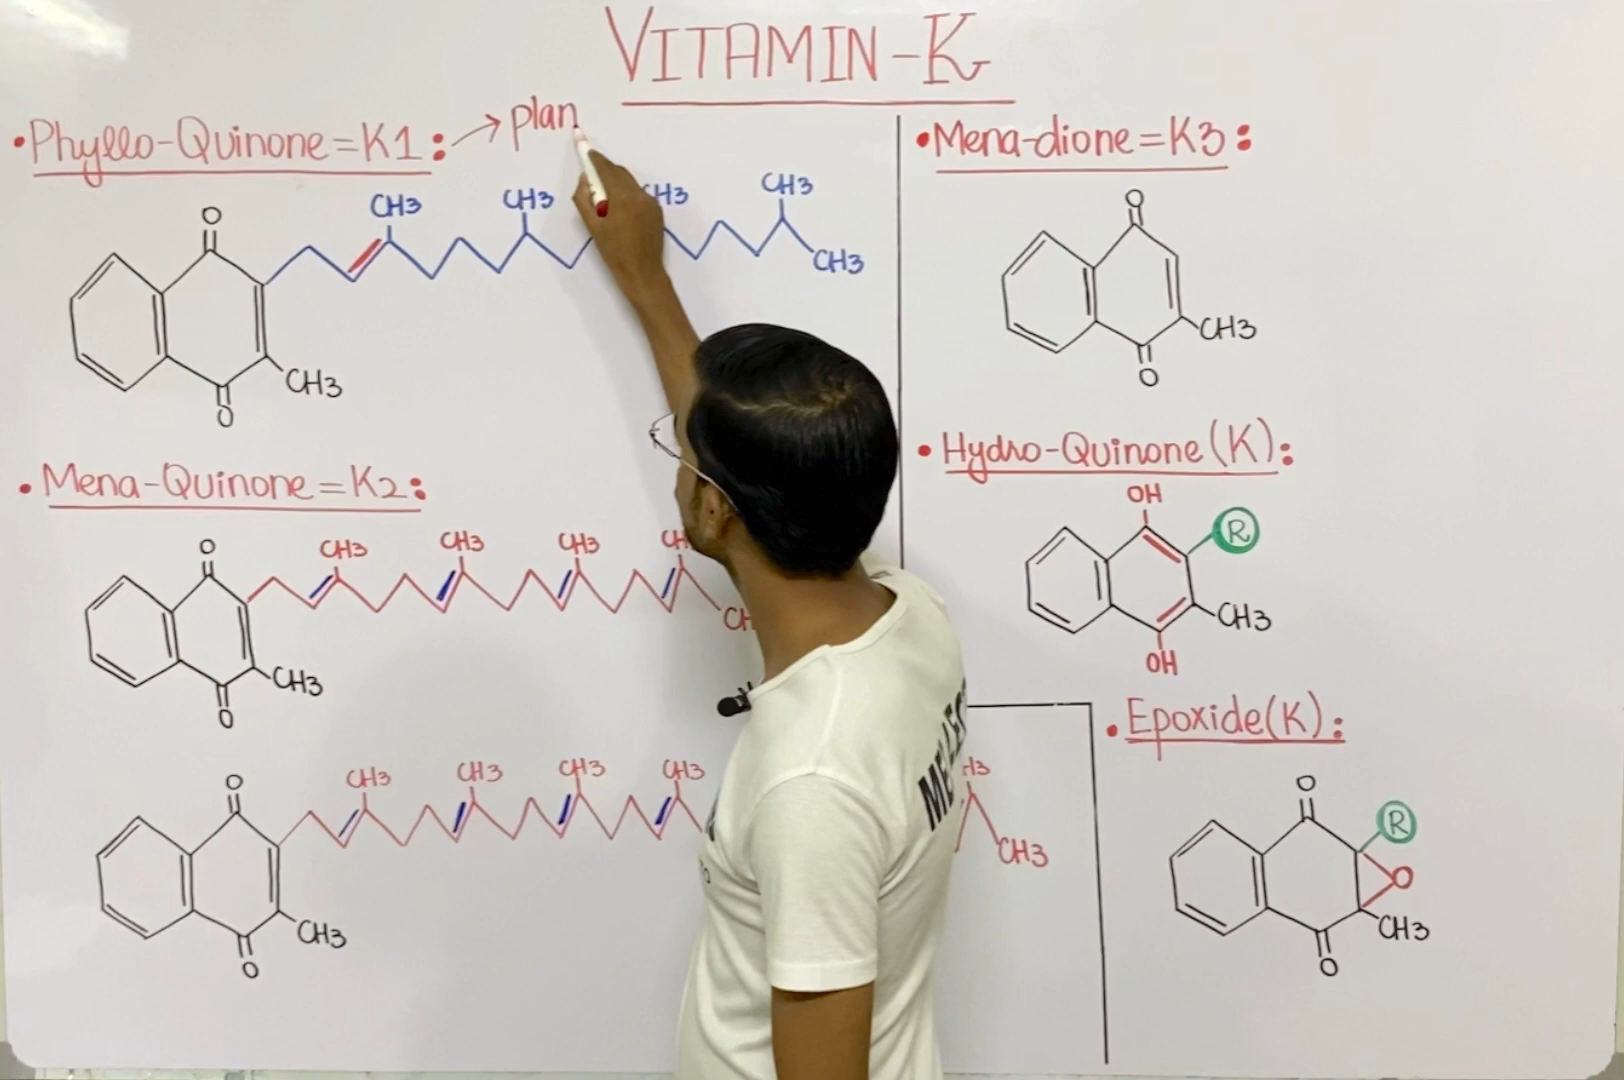 VITAMIN-K
• Phyllo-Quinone=K1: → plan
CH3 CH3 CH3 CH3
CH3
O
CH3
O
• Mena-Quinone=K2:
CH3 CH3 CH3
O
CH3
O
CH3 CH3 CH3 CH3
CH3
O
CH3
O
• Mena-dione=K3:
O
CH3
O
• Hydro-Quinone(K):
OH
R
CH3
OH
• Epoxide(K):
O
R
O
CH3
O